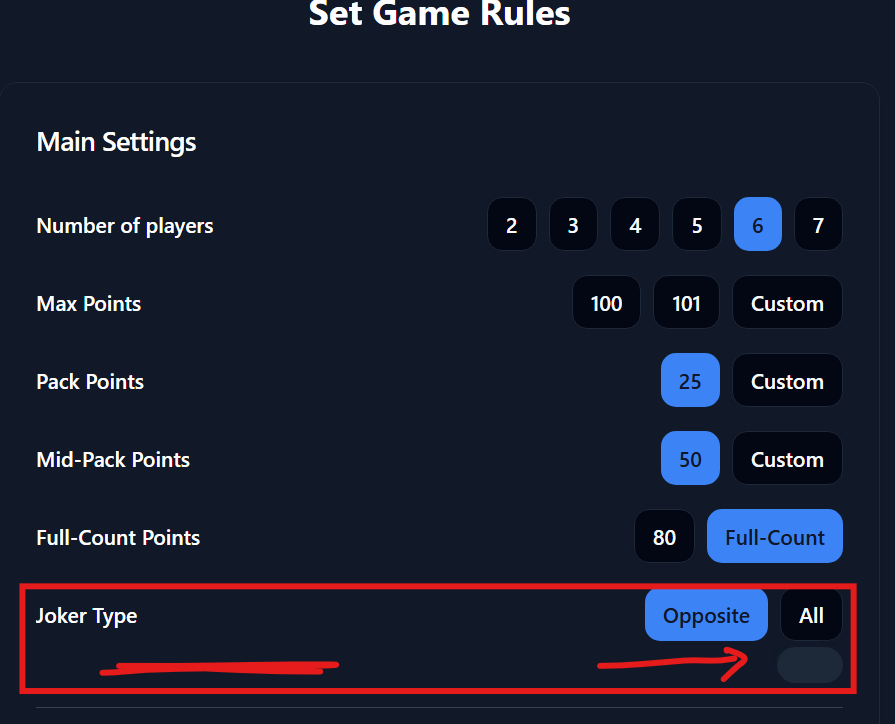 Set Game Rules
Main Settings
Number of players 2 3 4 5 6 7
Max Points 100 101 Custom
Pack Points 25 Custom
Mid-Pack Points 50 Custom
Full-Count Points 80 Full-Count
Joker Type Opposite All